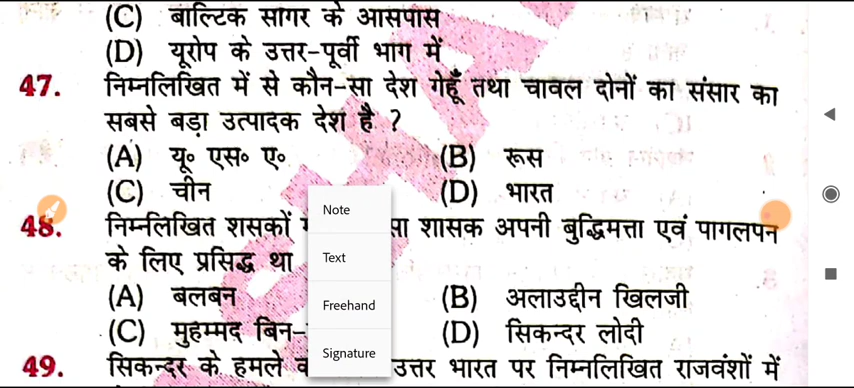 (C) बाल्टिक सागर के आसपास
(D) यूरोप के उत्तर-पूर्वी भाग में
47. निम्नलिखित में से कौन-सा देश गेहूँ तथा चावल दोनों का संसार का
सबसे बड़ा उत्पादक देश है ?
(A) यू० एस० ए० (B) रूस
(C) चीन (D) भारत
48. निम्नलिखित शासकों शासक अपनी बुद्धिमत्ता एवं पागलपन
के लिए प्रसिद्ध था
(A) बलबन (B) अलाउद्दीन खिलजी
(C) मुहम्मद बिन- (D) सिकन्दर लोदी
49. सिकन्दर के हमले उत्तर भारत पर निम्नलिखित राजवंशों में
Note
Text
Freehand
Signature